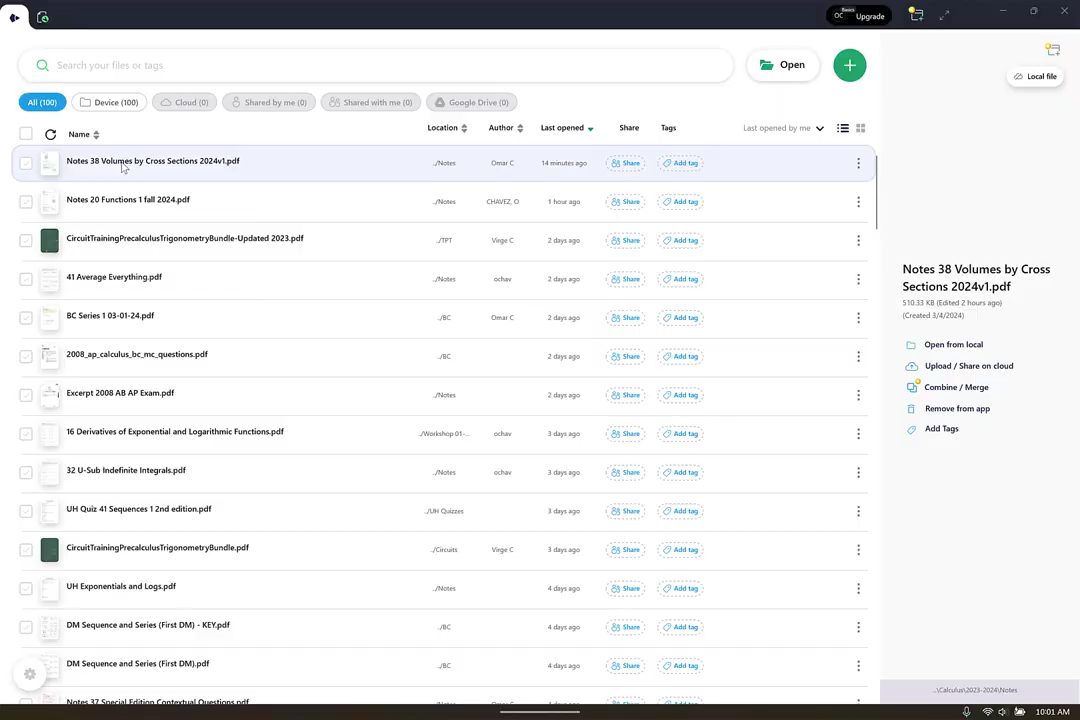 OC Basics Upgrade
Search your files or tags
Open
All (100) Device (100) Cloud (0) Shared by me (0) Shared with me (0) Google Drive (0)
Local file
Name Location Author Last opened Share Tags Last opened by me
Notes 38 Volumes by Cross Sections 2024v1.pdf ../Notes Omar C 14 minutes ago Share Add tag
Notes 20 Functions 1 fall 2024.pdf ../Notes CHAVEZ, O 1 hour ago Share Add tag
CircuitTrainingPrecalculusTrigonometryBundle-Updated 2023.pdf ../TPT Virge C 2 days ago Share Add tag
41 Average Everything.pdf ../Notes ochav 2 days ago Share Add tag
BC Series 1 03-01-24.pdf ../BC Omar C 2 days ago Share Add tag
2008_ap_calculus_bc_mc_questions.pdf ../BC 2 days ago Share Add tag
Excerpt 2008 AB AP Exam.pdf ../Notes 2 days ago Share Add tag
16 Derivatives of Exponential and Logarithmic Functions.pdf ./Workshop 01-... ochav 3 days ago Share Add tag
32 U-Sub Indefinite Integrals.pdf ../Notes ochav 3 days ago Share Add tag
UH Quiz 41 Sequences 1 2nd edition.pdf ../UH Quizzes 3 days ago Share Add tag
CircuitTrainingPrecalculusTrigonometryBundle.pdf ../Circuits Virge C 3 days ago Share Add tag
UH Exponentials and Logs.pdf ../Notes 4 days ago Share Add tag
DM Sequence and Series (First DM) - KEY.pdf ../BC 4 days ago Share Add tag
DM Sequence and Series (First DM).pdf ../BC 4 days ago Share Add tag
Notes 37 Special Edition Contextual Questions.pdf ../Notes Omar C 4 days ago Share Add tag
Notes 38 Volumes by Cross
Sections 2024v1.pdf
510.33 KB (Edited 2 hours ago)
(Created 3/4/2024)
Open from local
Upload / Share on cloud
Combine / Merge
Remove from app
Add Tags
...\Calculus\2023-2024\Notes
10:01 AM